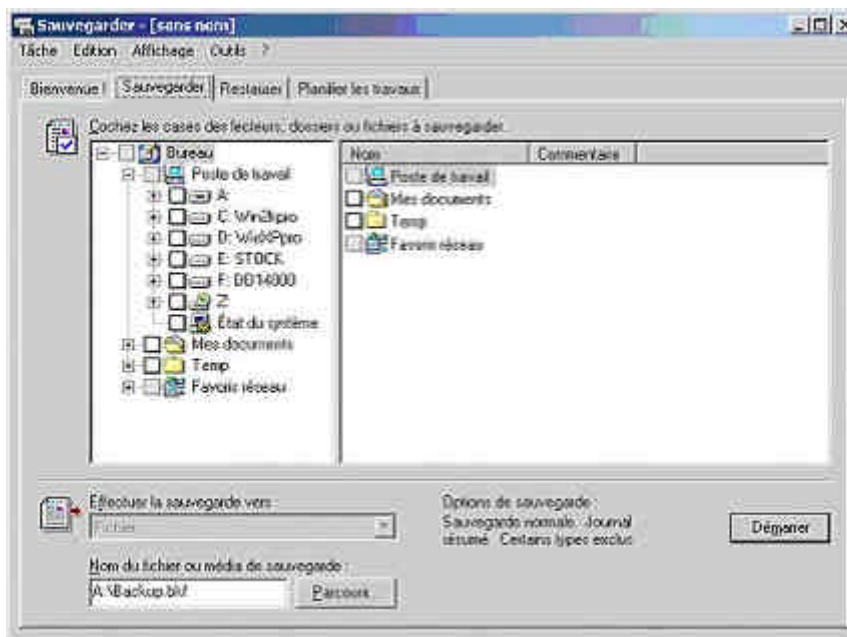 Sauvegarder - [sans nom]
Tâche Edition Affichage Outils ?
Bienvenue ! Sauvegarder Restaurer Planifier les travaux
Cochez les cases des lecteurs, dossiers ou fichiers à sauvegarder.
Bureau
Poste de travail
A:
C: Win2kpro
D: WinXPpro
E: STOCK
F: DD14000
Z:
État du système
Mes documents
Temp
Favoris réseau
Nom Commentaire
Poste de travail
Mes documents
Temp
Favoris réseau
Effectuer la sauvegarde vers :
Fichier
Nom du fichier ou média de sauvegarde :
A:\Backup.bkf
Parcourir...
Options de sauvegarde :
Sauvegarde normale. Journal
résumé. Certains types exclus
Démarrer